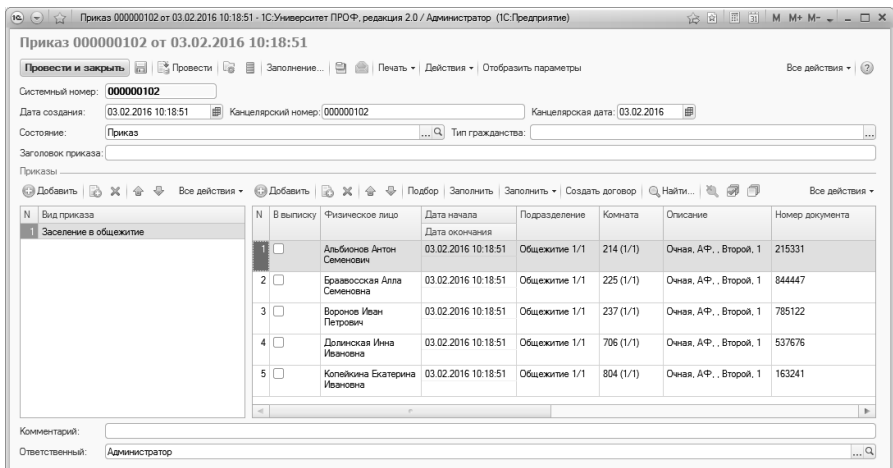 Приказ 000000102 от 03.02.2016 10:18:51 - 1С:Университет ПРОФ, редакция 2.0 / Администратор (1С:Предприятие) M M+ M-
Приказ 000000102 от 03.02.2016 10:18:51
Провести и закрыть Провести Заполнение... Печать Действия Отобразить параметры Все действия
Системный номер: 000000102
Дата создания: 03.02.2016 10:18:51 Канцелярский номер: 000000102 Канцелярская дата: 03.02.2016
Состояние: Приказ ... Тип гражданства: ...
Заголовок приказа:
Приказы
Добавить Все действия Добавить Подбор Заполнить Заполнить Создать договор Найти... Все действия
N Вид приказа N В выписку Физическое лицо Дата начала Подразделение Комната Описание Номер документа
Дата окончания
1 Заселение в общежитие
1 Альбионов Антон 03.02.2016 10:18:51 Общежитие 1/1 214 (1/1) Очная, АФ, , Второй, 1 215331
Семенович
2 Браавосская Алла 03.02.2016 10:18:51 Общежитие 1/1 225 (1/1) Очная, АФ, , Второй, 1 844447
Семеновна
3 Воронов Иван 03.02.2016 10:18:51 Общежитие 1/1 237 (1/1) Очная, АФ, , Второй, 1 785122
Петрович
4 Долинская Инна 03.02.2016 10:18:51 Общежитие 1/1 706 (1/1) Очная, АФ, , Второй, 1 537676
Ивановна
5 Копейкина Екатерина 03.02.2016 10:18:51 Общежитие 1/1 804 (1/1) Очная, АФ, , Второй, 1 163241
Ивановна
Комментарий:
Ответственный: Администратор ...